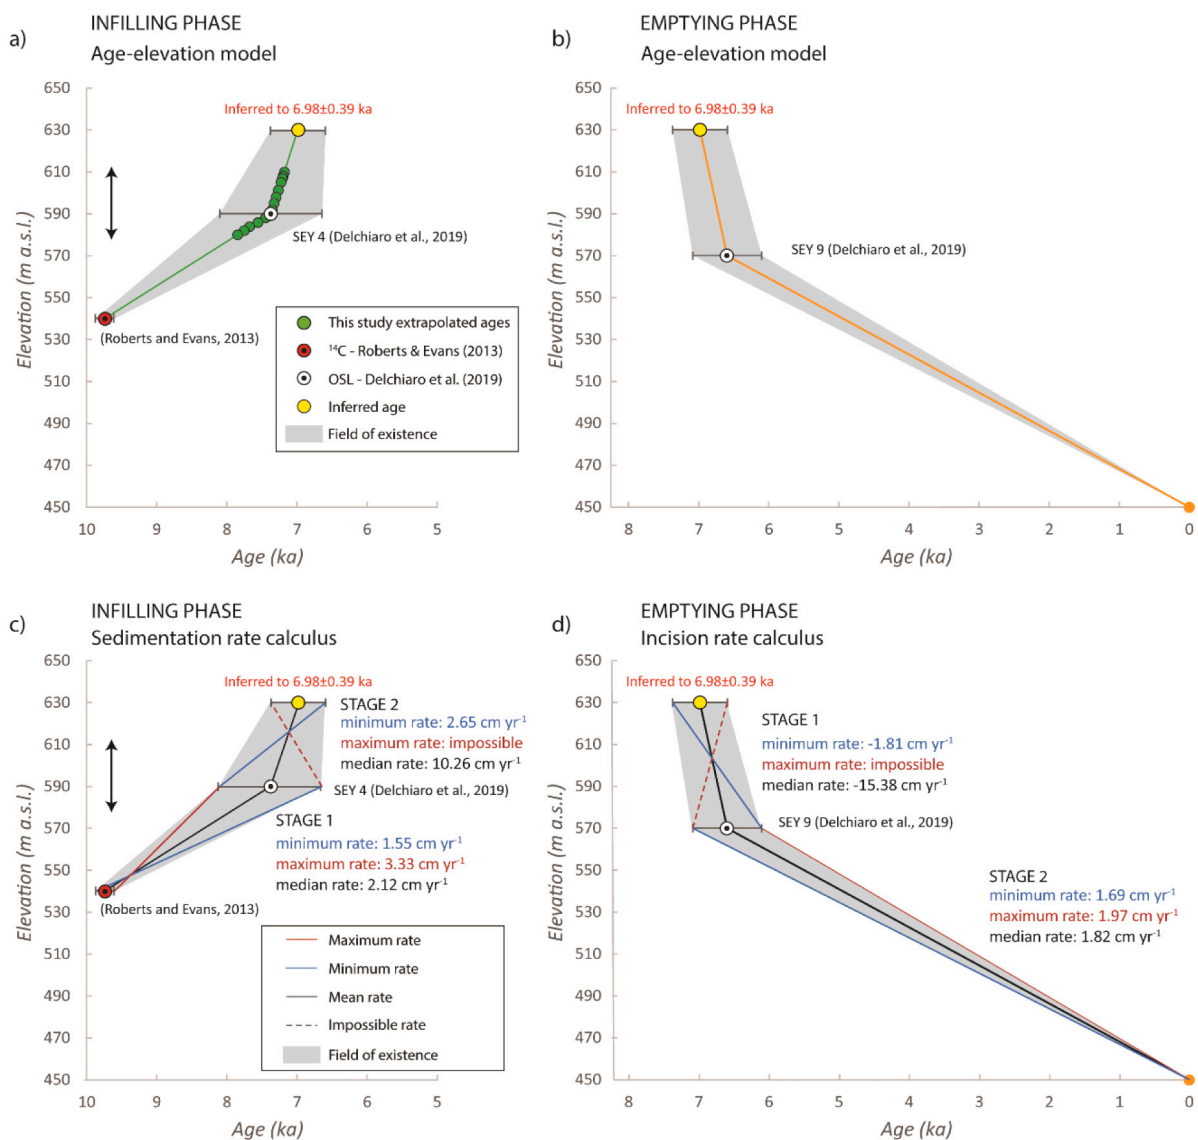 a)
INFILLING PHASE
Age-elevation model
650
630
610
590
570
550
530
510
490
470
450
Elevation (m a.s.l.)
Inferred to 6.98±0.39 ka
SEY 4 (Delchiaro et al., 2019)
(Roberts and Evans, 2013)
This study extrapolated ages
¹⁴C - Roberts & Evans (2013)
OSL - Delchiaro et al. (2019)
Inferred age
Field of existence
10 9 8 7 6 5
Age (ka)
b)
EMPTYING PHASE
Age-elevation model
650
630
610
590
570
550
530
510
490
470
450
Elevation (m a.s.l.)
Inferred to 6.98±0.39 ka
SEY 9 (Delchiaro et al., 2019)
8 7 6 5 4 3 2 1 0
Age (ka)
c)
INFILLING PHASE
Sedimentation rate calculus
650
630
610
590
570
550
530
510
490
470
450
Elevation (m a.s.l.)
Inferred to 6.98±0.39 ka
STAGE 2
minimum rate: 2.65 cm yr⁻¹
maximum rate: impossible
median rate: 10.26 cm yr⁻¹
SEY 4 (Delchiaro et al., 2019)
STAGE 1
minimum rate: 1.55 cm yr⁻¹
maximum rate: 3.33 cm yr⁻¹
median rate: 2.12 cm yr⁻¹
(Roberts and Evans, 2013)
Maximum rate
Minimum rate
Mean rate
Impossible rate
Field of existence
10 9 8 7 6 5
Age (ka)
d)
EMPTYING PHASE
Incision rate calculus
650
630
610
590
570
550
530
510
490
470
450
Elevation (m a.s.l.)
Inferred to 6.98±0.39 ka
STAGE 1
minimum rate: -1.81 cm yr⁻¹
maximum rate: impossible
median rate: -15.38 cm yr⁻¹
SEY 9 (Delchiaro et al., 2019)
STAGE 2
minimum rate: 1.69 cm yr⁻¹
maximum rate: 1.97 cm yr⁻¹
median rate: 1.82 cm yr⁻¹
8 7 6 5 4 3 2 1 0
Age (ka)